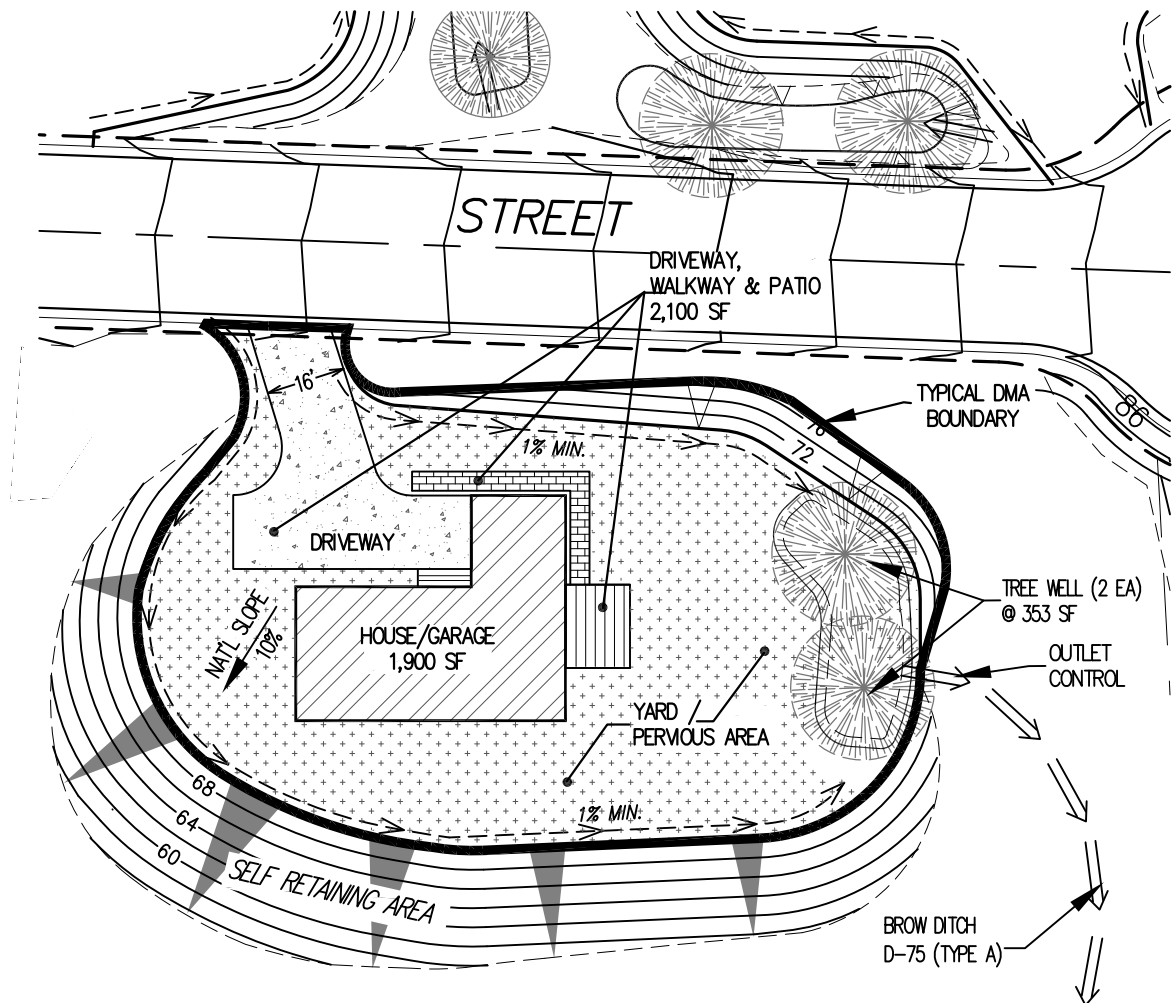 STREET
DRIVEWAY,
WALKWAY & PATIO
2,100 SF
16'
TYPICAL DMA
BOUNDARY
86
76
72
1% MIN.
DRIVEWAY
NAT'L SLOPE
10%
HOUSE/GARAGE
1,900 SF
TREE WELL (2 EA)
@ 353 SF
OUTLET
CONTROL
YARD /
PERVIOUS AREA
1% MIN.
68
64
60
SELF RETAINING AREA
BROW DITCH
D-75 (TYPE A)